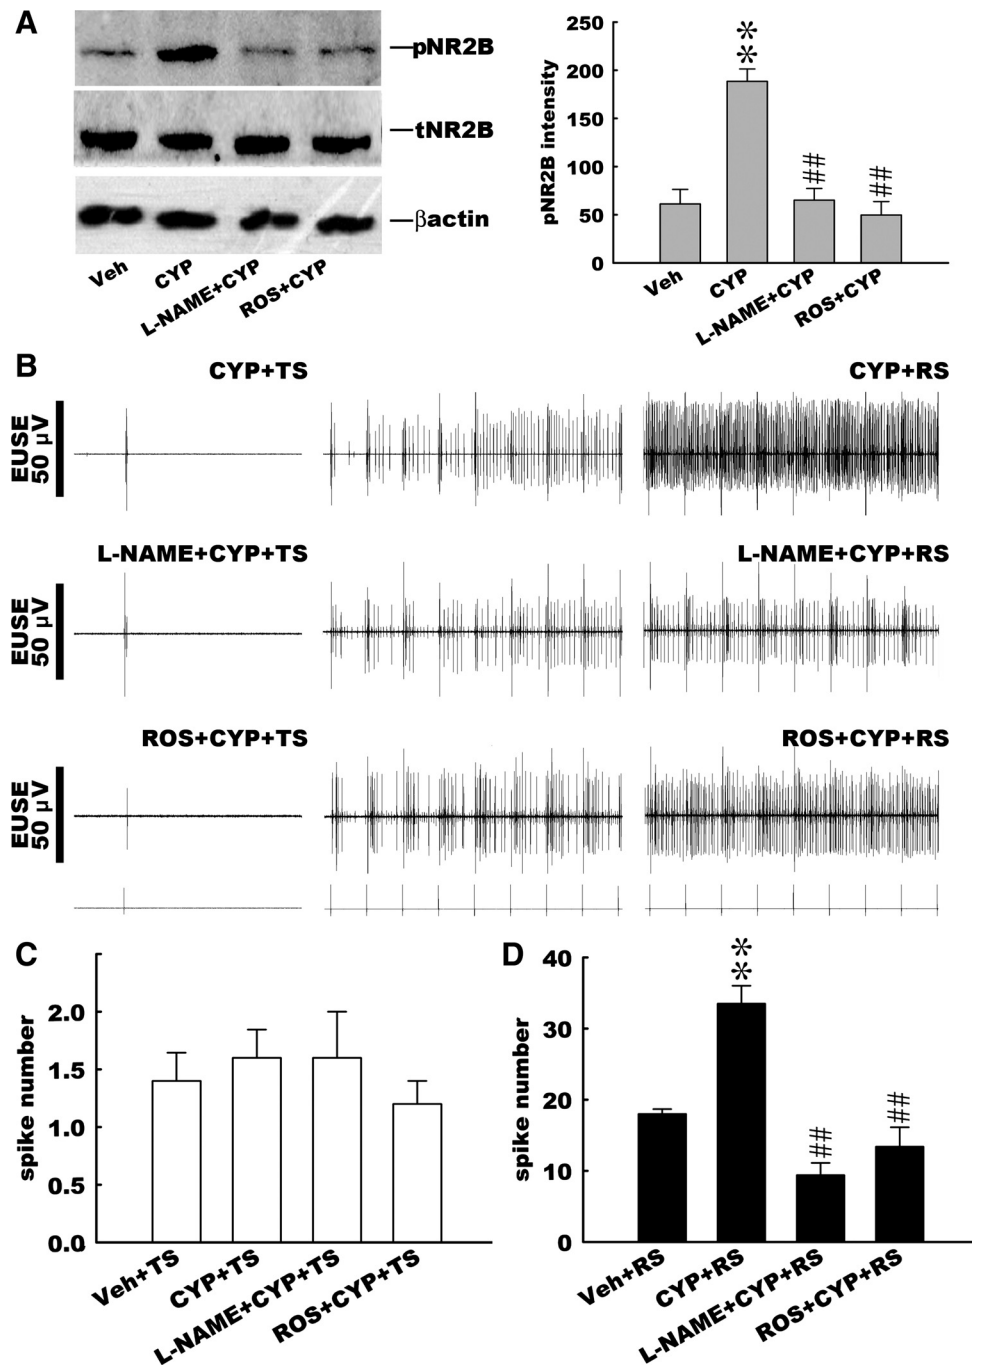 A
pNR2B
tNR2B
βactin
Veh
CYP
L-NAME+CYP
ROS+CYP
pNR2B intensity
250
200
150
100
50
0
**
##
##
Veh
CYP
L-NAME+CYP
ROS+CYP
B
CYP+TS
CYP+RS
EUSE
50 µV
L-NAME+CYP+TS
L-NAME+CYP+RS
EUSE
50 µV
ROS+CYP+TS
ROS+CYP+RS
EUSE
50 µV
C
spike number
2.0
1.5
1.0
0.5
0.0
Veh+TS
CYP+TS
L-NAME+CYP+TS
ROS+CYP+TS
D
spike number
40
30
20
10
0
**
##
##
Veh+RS
CYP+RS
L-NAME+CYP+RS
ROS+CYP+RS